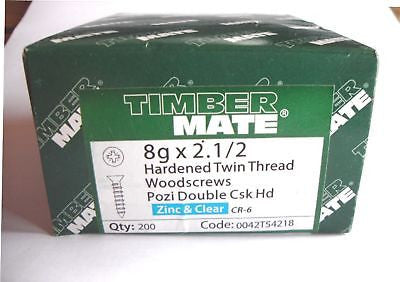 TIMBER
MATE®
8g x 2.1/2
Hardened Twin Thread
Woodscrews
Pozi Double Csk Hd
Zinc & Clear CR-6
Qty: 200 Code: 0042T54218